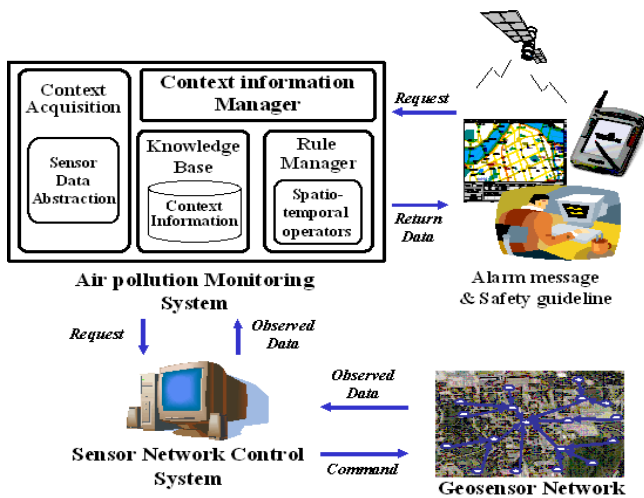 Context
Acquisition
Sensor
Data
Abstraction
Context information
Manager
Knowledge
Base
Context
Information
Rule
Manager
Spatio-
temporal
operators
Request
Return
Data
Alarm message
& Safety guideline
Air pollution Monitoring
System
Request
Observed
Data
Observed
Data
Command
Sensor Network Control
System
Geosensor Network